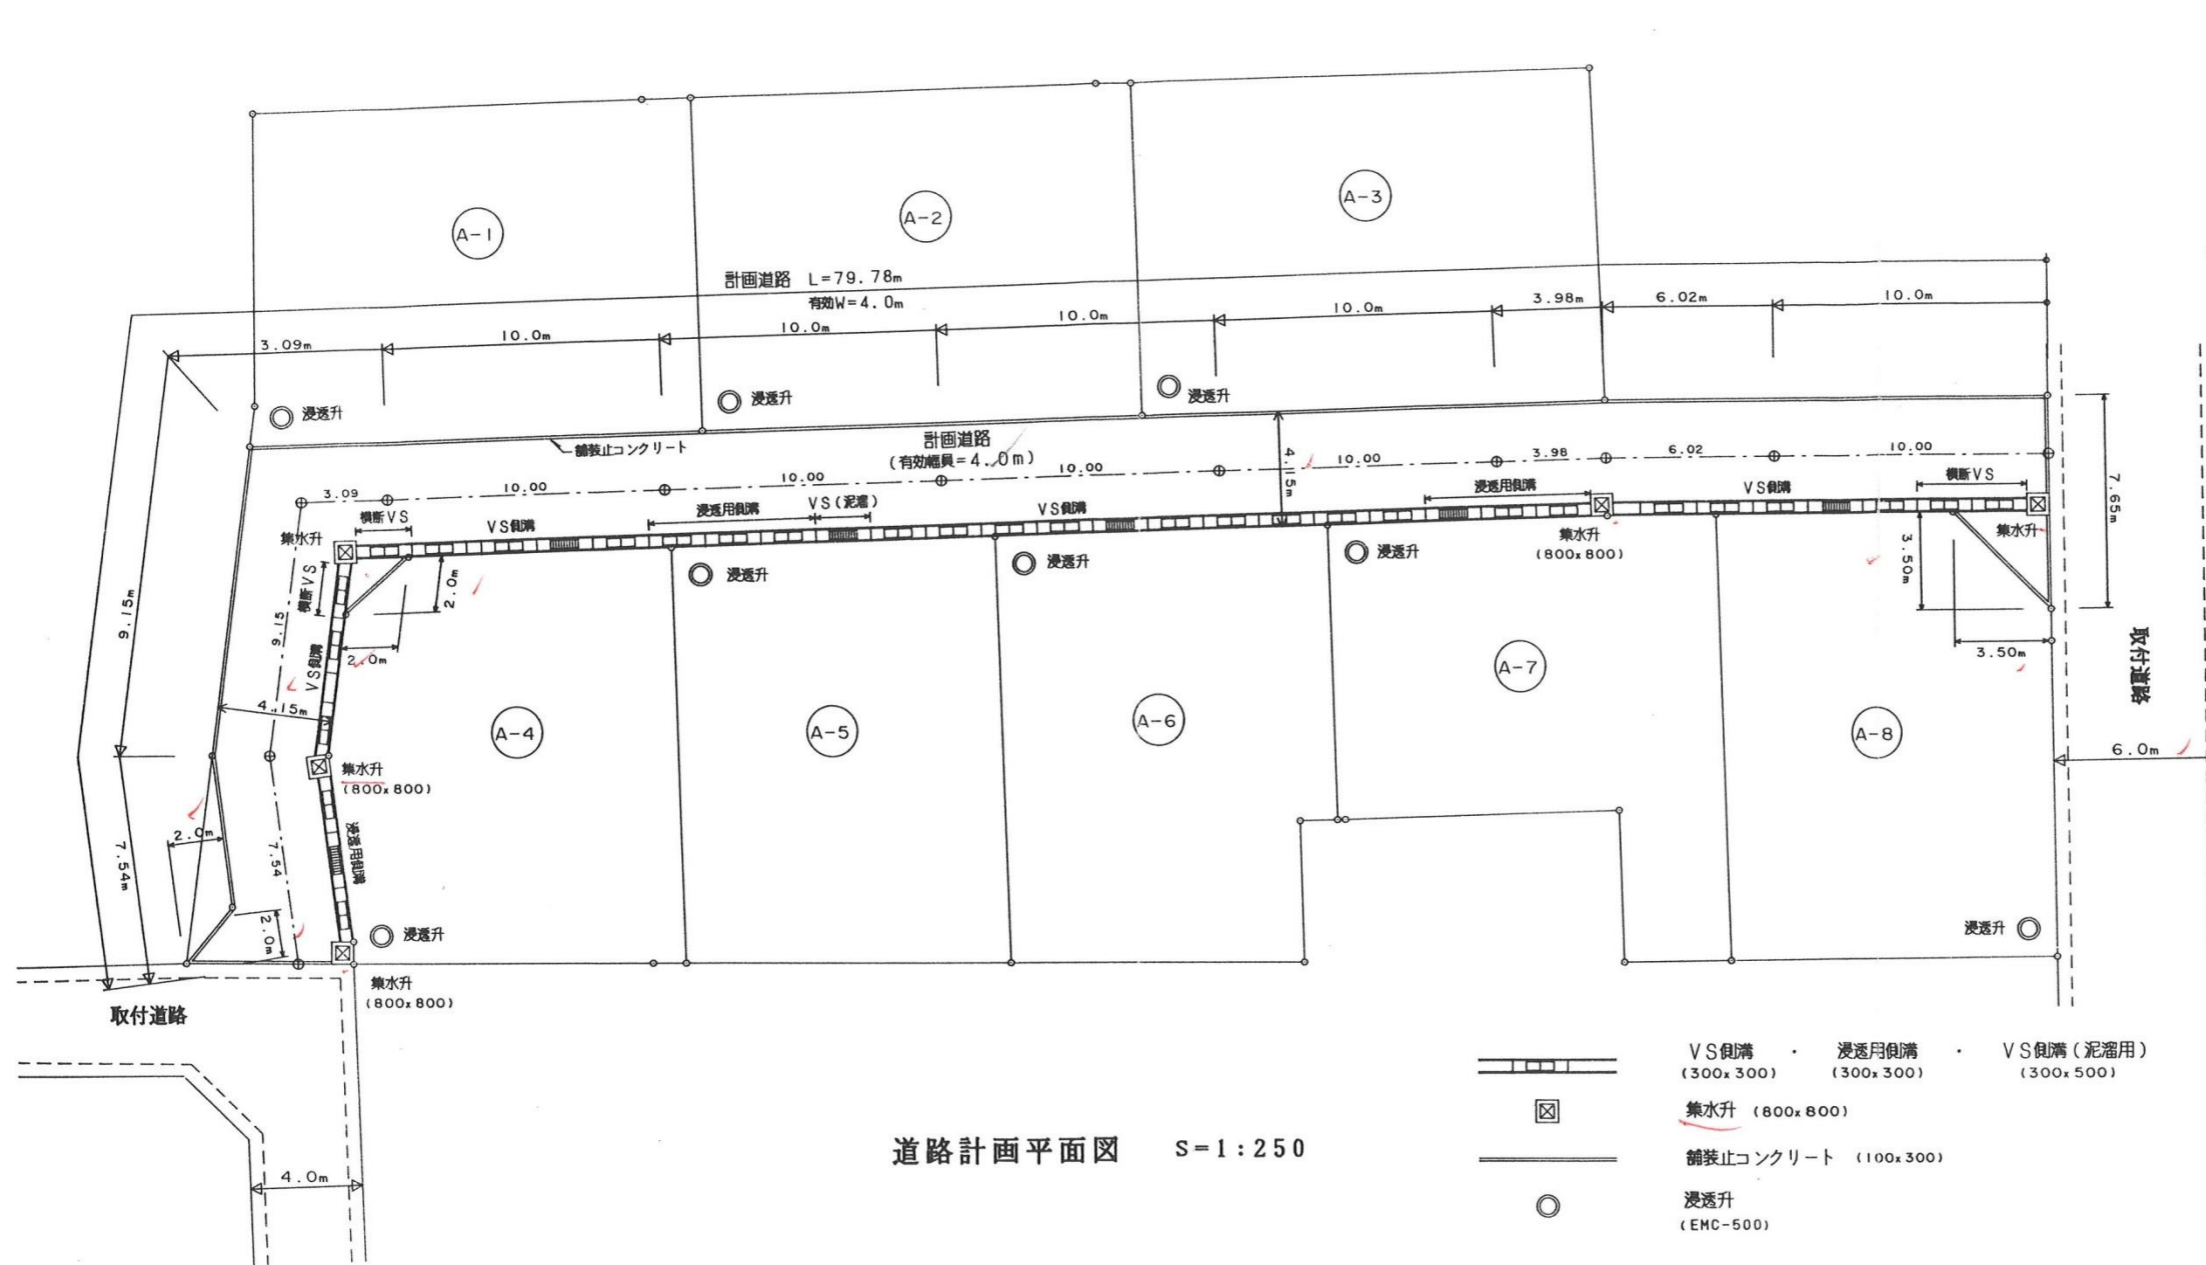 A-1
A-2
A-3
計画道路 L=79.78m
有効W=4.0m
3.09m
10.0m
10.0m
10.0m
10.0m
3.98m
6.02m
10.0m
浸透升
浸透升
浸透升
舗装止コンクリート
計画道路
(有効幅員=4.0m)
4.15m
3.09
10.00
10.00
10.00
10.00
3.98
6.02
10.00
横断VS
VS側溝
浸透用側溝
VS(泥溜)
VS側溝
浸透用側溝
VS側溝
横断VS
7.65m
集水升
横断VS
2.0m
2.0m
浸透升
浸透升
浸透升
集水升
(800x800)
集水升
3.50m
3.50m
9.15m
9.15
VS側溝
4.15m
A-4
A-5
A-6
A-7
A-8
取付道路
6.0m
集水升
(800x800)
2.0m
7.54m
7.54
浸透用側溝
2.0m
浸透升
浸透升
集水升
(800x800)
取付道路
4.0m
道路計画平面図 S=1:250
VS側溝 ・ 浸透用側溝 ・ VS側溝(泥溜用)
(300x300) (300x300) (300x500)
集水升 (800x800)
舗装止コンクリート (100x300)
浸透升
(EMC-500)